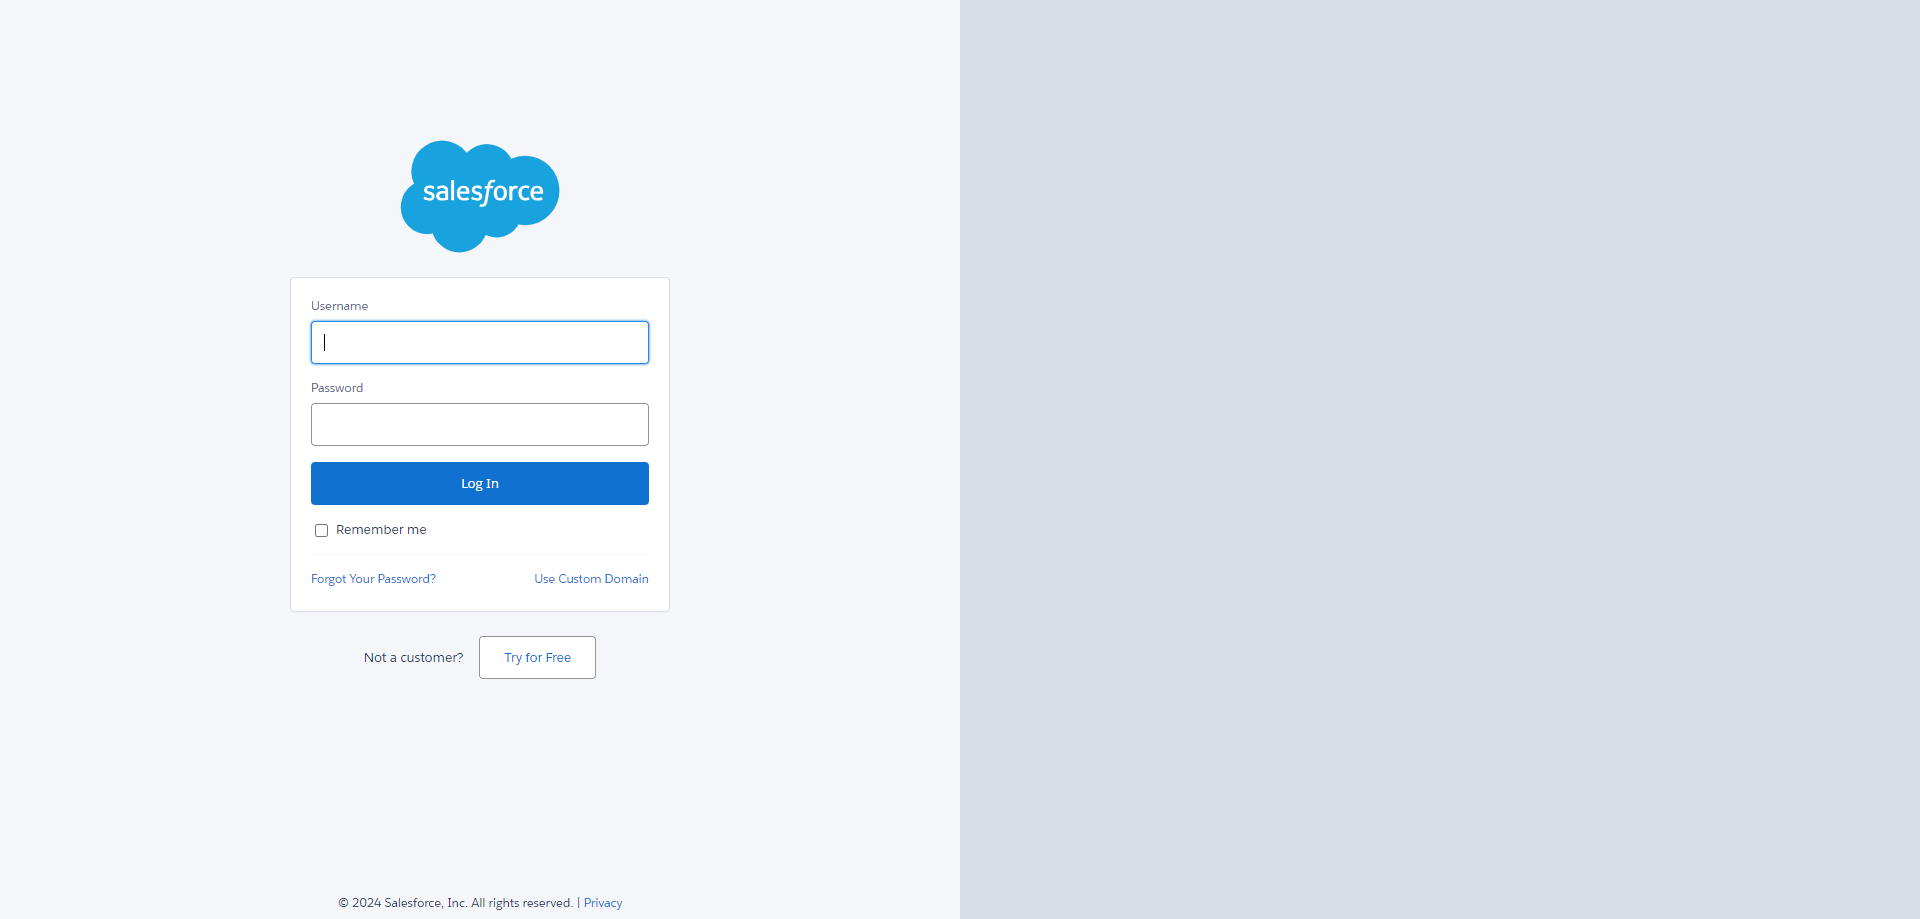 salesforce
Username
Password
Log In
Remember me
Forgot Your Password? Use Custom Domain
Not a customer? Try for Free
© 2024 Salesforce, Inc. All rights reserved. | Privacy